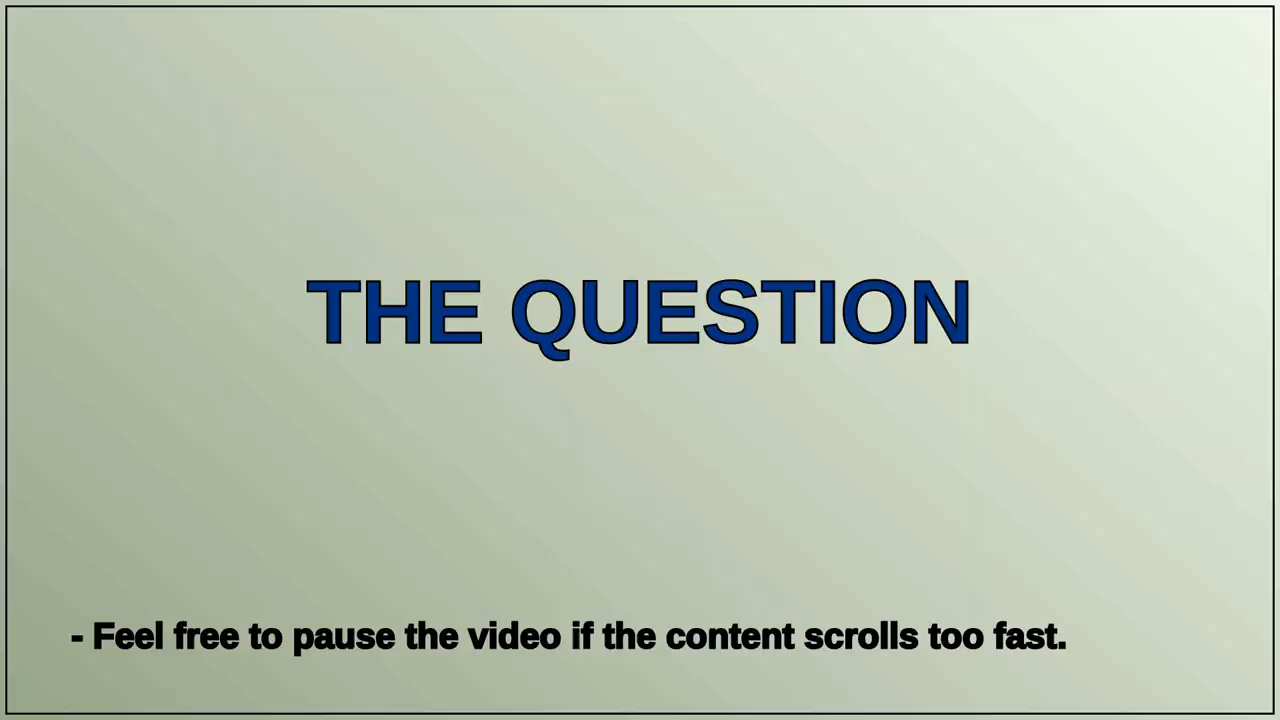 THE QUESTION
- Feel free to pause the video if the content scrolls too fast.